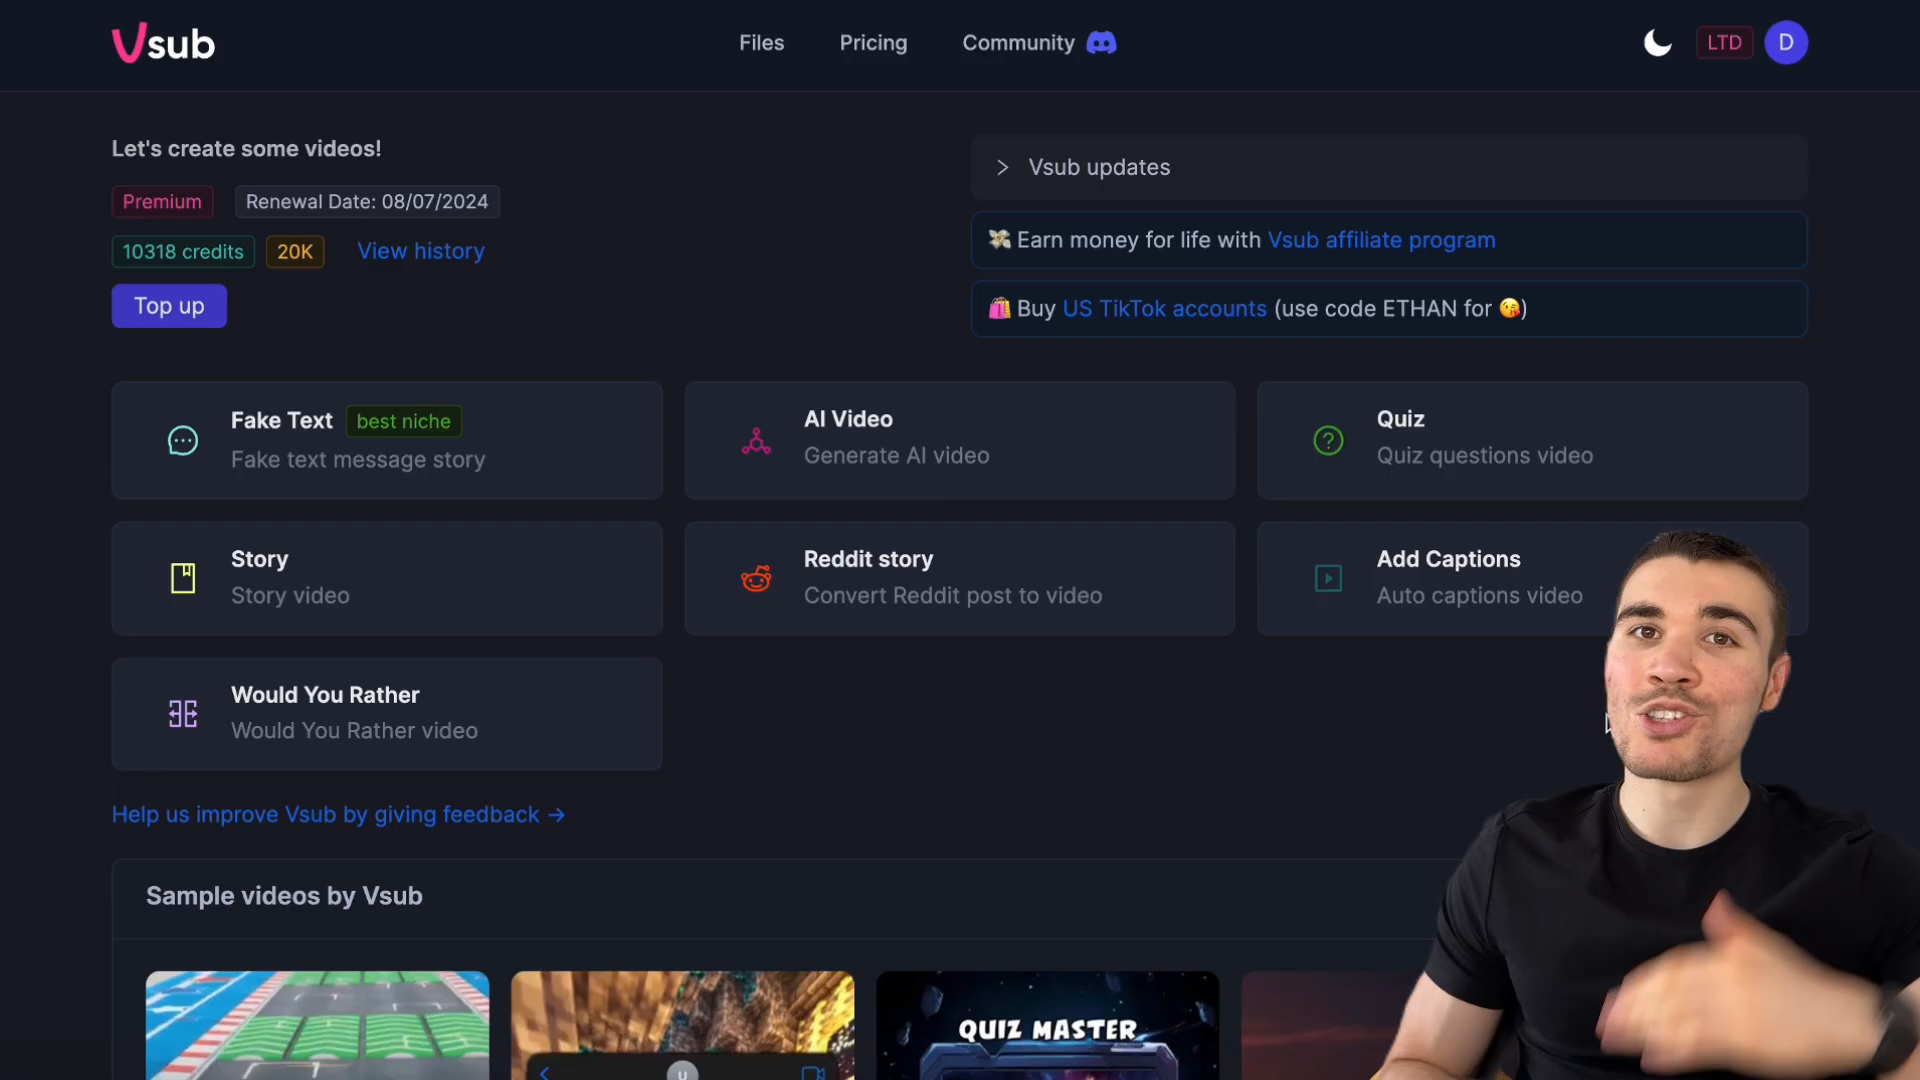 Vsub
Files
Pricing
Community
LTD
D
Let's create some videos!
Premium
Renewal Date: 08/07/2024
10318 credits
20K
View history
Top up
Vsub updates
💸 Earn money for life with Vsub affiliate program
🛍️ Buy US TikTok accounts (use code ETHAN for 😘)
Fake Text
best niche
Fake text message story
AI Video
Generate AI video
Quiz
Quiz questions video
Story
Story video
Reddit story
Convert Reddit post to video
Add Captions
Auto captions video
Would You Rather
Would You Rather video
Help us improve Vsub by giving feedback →
Sample videos by Vsub
U
QUIZ MASTER